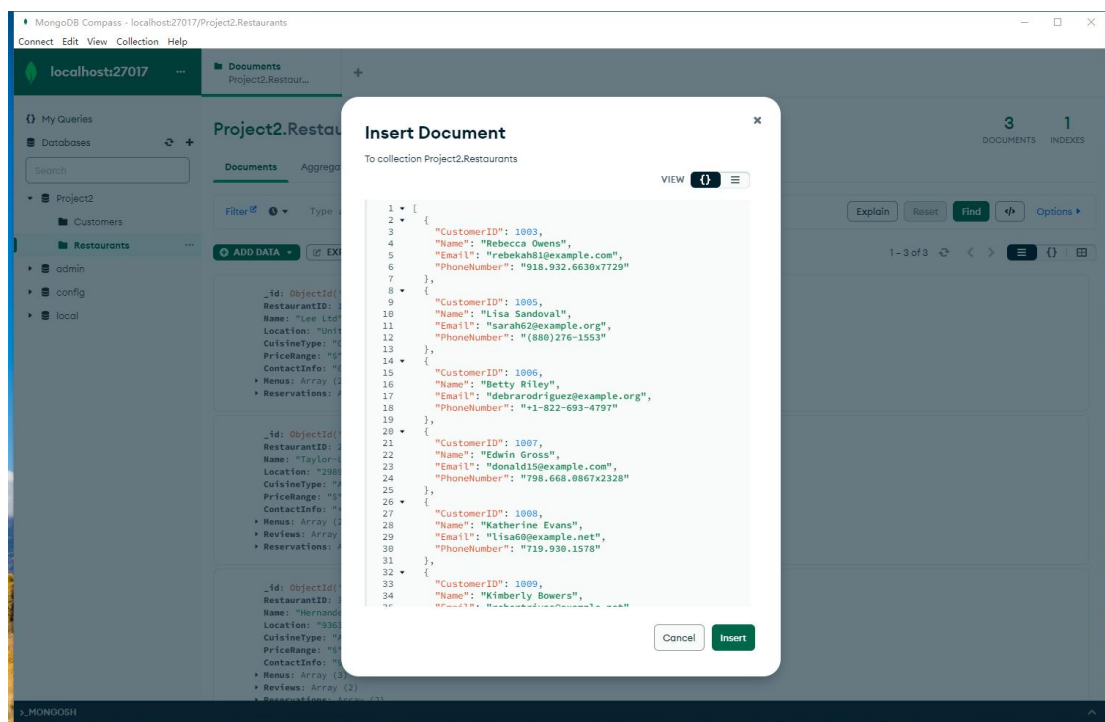 MongoDB Compass - localhost:27017/Project2.Restaurants
Connect Edit View Collection Help
localhost:27017 ...
Documents
Project2.Restaur...
+
{} My Queries
Databases
Search
Project2
Customers
Restaurants ...
admin
config
local
Project2.Restau
3
DOCUMENTS
1
INDEXES
Documents Aggrega
Filter Type
Explain Reset Find </> Options
ADD DATA
1 – 3 of 3
_id: ObjectId('
RestaurantID:
Name: "Lee Ltd"
Location: "Unit
CuisineType:
PriceRange: "$"
ContactInfo:
Menus: Array (2
Reservations:
_id: ObjectId('
RestaurantID:
Name: "Taylor-L
Location:
CuisineType:
PriceRange: "$"
ContactInfo:
Menus: Array (2
Reviews: Array
Reservations:
_id: ObjectId('
RestaurantID:
Name: "Hernande
Location: "9363
CuisineType:
PriceRange: "$"
ContactInfo:
Menus: Array (3)
Reviews: Array (2)
Reservations: Array (2)
>_MONGOSH
Insert Document
To collection Project2.Restaurants
VIEW {}
1 [
2 {
3 "CustomerID": 1003,
4 "Name": "Rebecca Owens",
5 "Email": "rebekah81@example.com",
6 "PhoneNumber": "918.932.6630x7729"
7 },
8 {
9 "CustomerID": 1005,
10 "Name": "Lisa Sandoval",
11 "Email": "sarah62@example.org",
12 "PhoneNumber": "(880)276-1553"
13 },
14 {
15 "CustomerID": 1006,
16 "Name": "Betty Riley",
17 "Email": "debrarodriguez@example.org",
18 "PhoneNumber": "+1-822-693-4797"
19 },
20 {
21 "CustomerID": 1007,
22 "Name": "Edwin Gross",
23 "Email": "donald15@example.com",
24 "PhoneNumber": "798.668.0867x2328"
25 },
26 {
27 "CustomerID": 1008,
28 "Name": "Katherine Evans",
29 "Email": "lisa60@example.net",
30 "PhoneNumber": "719.930.1578"
31 },
32 {
33 "CustomerID": 1009,
34 "Name": "Kimberly Bowers",
Cancel Insert